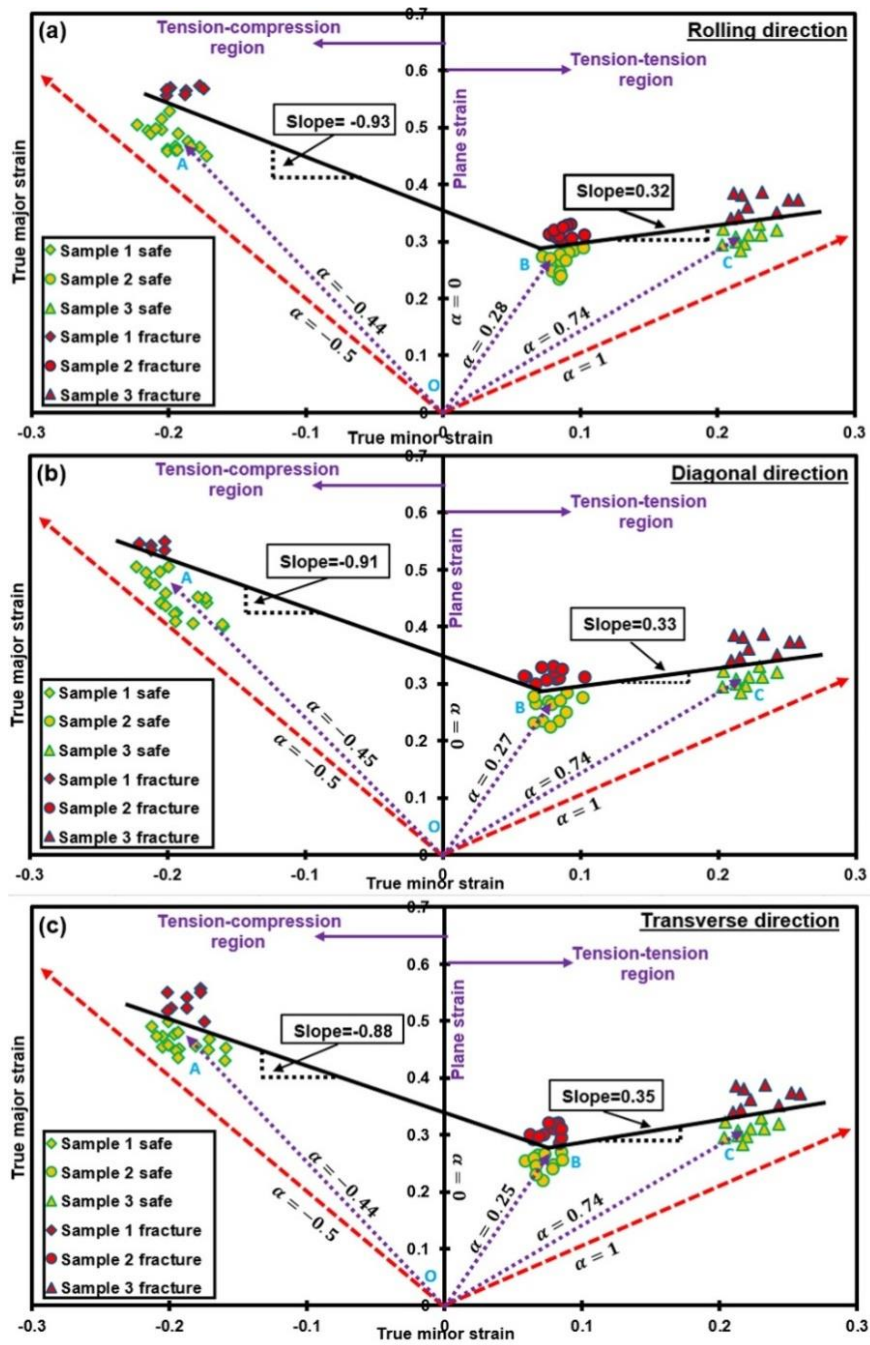 (a)
Rolling direction
Tension-compression
region
Tension-tension
region
Plane strain
Slope= -0.93
Slope=0.32
A
B
C
O
α = −0.44
α = −0.5
α = 0
α = 0.28
α = 0.74
α = 1
Sample 1 safe
Sample 2 safe
Sample 3 safe
Sample 1 fracture
Sample 2 fracture
Sample 3 fracture
True major strain
0.7
0.6
0.5
0.4
0.3
0.2
0.1
0
-0.3
-0.2
-0.1
0
0.1
0.2
0.3
True minor strain
(b)
Diagonal direction
Tension-compression
region
Tension-tension
region
Plane strain
Slope=-0.91
Slope=0.33
A
B
C
O
α = −0.45
α = −0.5
α = 0
α = 0.27
α = 0.74
α = 1
Sample 1 safe
Sample 2 safe
Sample 3 safe
Sample 1 fracture
Sample 2 fracture
Sample 3 fracture
True major strain
0.7
0.6
0.5
0.4
0.3
0.2
0.1
0
-0.3
-0.2
-0.1
0
0.1
0.2
0.3
True minor strain
(c)
Transverse direction
Tension-compression
region
Tension-tension
region
Plane strain
Slope=-0.88
Slope=0.35
A
B
C
O
α = −0.44
α = −0.5
α = 0
α = 0.25
α = 0.74
α = 1
Sample 1 safe
Sample 2 safe
Sample 3 safe
Sample 1 fracture
Sample 2 fracture
Sample 3 fracture
True major strain
0.7
0.6
0.5
0.4
0.3
0.2
0.1
0
-0.3
-0.2
-0.1
0
0.1
0.2
0.3
True minor strain